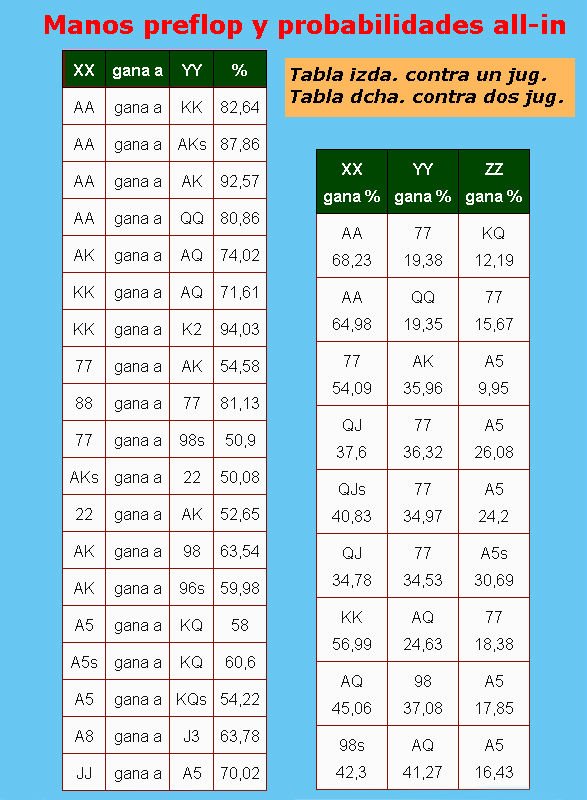 Manos preflop y probabilidades all-in
XX gana a YY %
AA gana a KK 82,64
AA gana a AKs 87,86
AA gana a AK 92,57
AA gana a QQ 80,86
AK gana a AQ 74,02
KK gana a AQ 71,61
KK gana a K2 94,03
77 gana a AK 54,58
88 gana a 77 81,13
77 gana a 98s 50,9
AKs gana a 22 50,08
22 gana a AK 52,65
AK gana a 98 63,54
AK gana a 96s 59,98
A5 gana a KQ 58
A5s gana a KQ 60,6
A5 gana a KQs 54,22
A8 gana a J3 63,78
JJ gana a A5 70,02
Tabla izda. contra un jug.
Tabla dcha. contra dos jug.
XX YY ZZ
gana % gana % gana %
AA 77 KQ
68,23 19,38 12,19
AA QQ 77
64,98 19,35 15,67
77 AK A5
54,09 35,96 9,95
QJ 77 A5
37,6 36,32 26,08
QJs 77 A5
40,83 34,97 24,2
QJ 77 A5s
34,78 34,53 30,69
KK AQ 77
56,99 24,63 18,38
AQ 98 A5
45,06 37,08 17,85
98s AQ A5
42,3 41,27 16,43